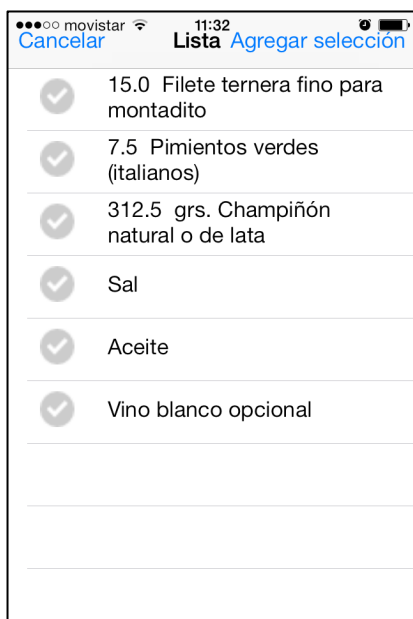 movistar 11:32
Cancelar Lista Agregar selección
15.0 Filete ternera fino para
montadito
7.5 Pimientos verdes
(italianos)
312.5 grs. Champiñón
natural o de lata
Sal
Aceite
Vino blanco opcional